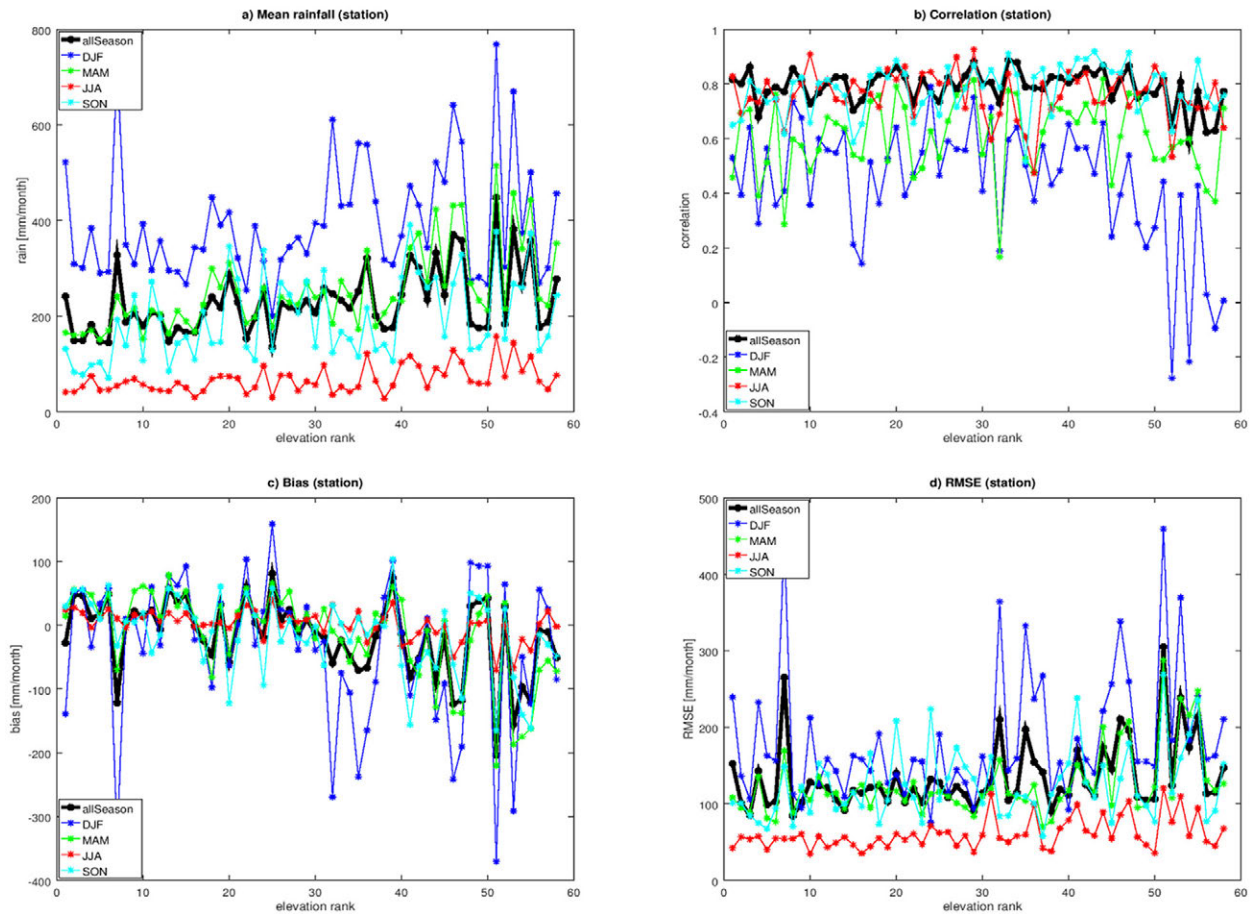 a) Mean rainfall (station)
800
600
400
200
0
rain [mm/month]
allSeason
DJF
MAM
JJA
SON
0 10 20 30 40 50 60
elevation rank
b) Correlation (station)
1
0.8
0.6
0.4
0.2
0
-0.2
-0.4
correlation
allSeason
DJF
MAM
JJA
SON
0 10 20 30 40 50 60
elevation rank
c) Bias (station)
200
100
0
-100
-200
-300
-400
bias [mm/month]
allSeason
DJF
MAM
JJA
SON
0 10 20 30 40 50 60
elevation rank
d) RMSE (station)
500
400
300
200
100
0
RMSE [mm/month]
allSeason
DJF
MAM
JJA
SON
0 10 20 30 40 50 60
elevation rank